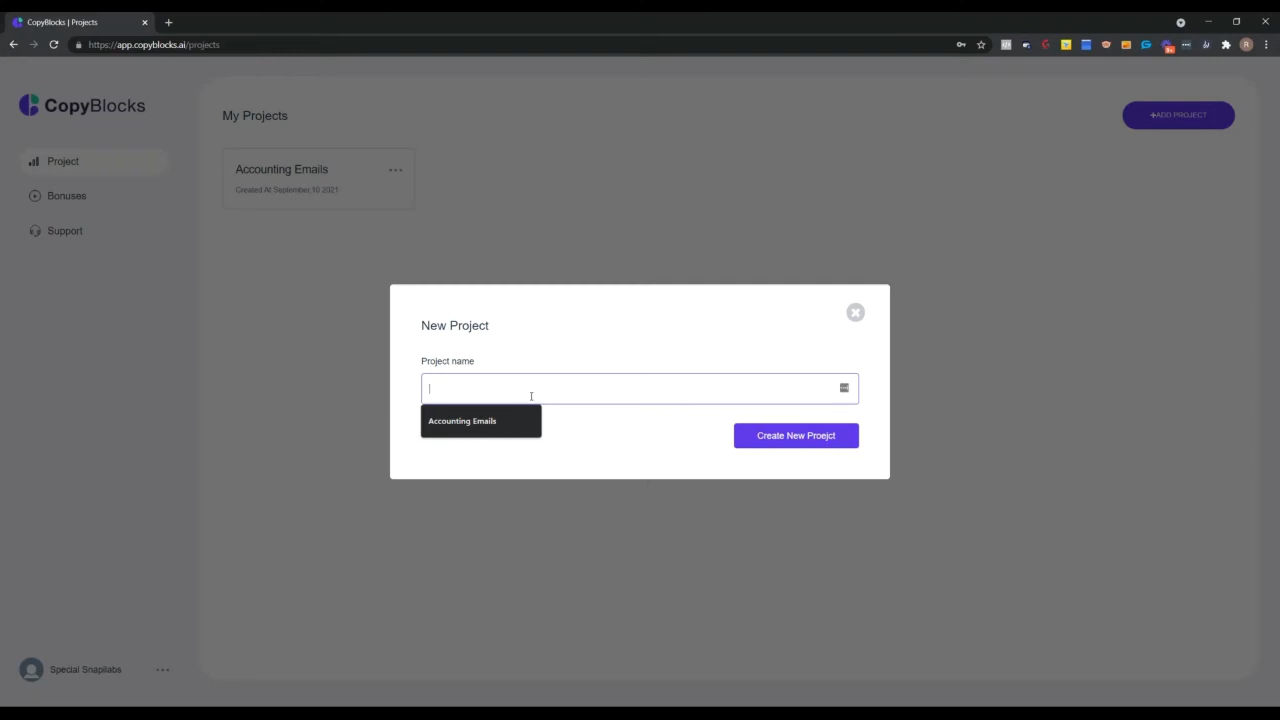 CopyBlocks | Projects
https://app.copyblocks.ai/projects
CopyBlocks
My Projects
+ADD PROJECT
Project
Accounting Emails
Created At September,10 2021
Bonuses
Support
New Project
Project name
Accounting Emails
Create New Proejct
Special Snapilabs